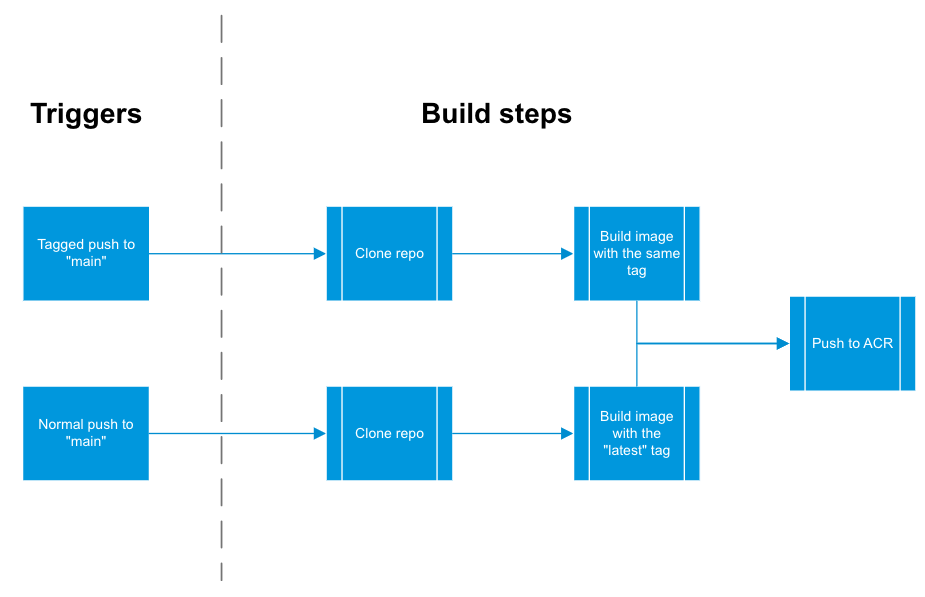 Triggers
Build steps
Tagged push to
"main"
Clone repo
Build image
with the same
tag
Push to ACR
Normal push to
"main"
Clone repo
Build image
with the
"latest" tag